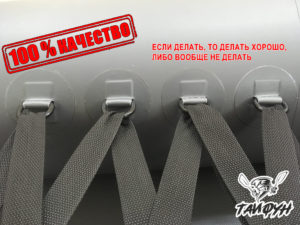 100% КАЧЕСТВО
ЕСЛИ ДЕЛАТЬ, ТО ДЕЛАТЬ ХОРОШО,
ЛИБО ВООБЩЕ НЕ ДЕЛАТЬ
ТАЙФУН